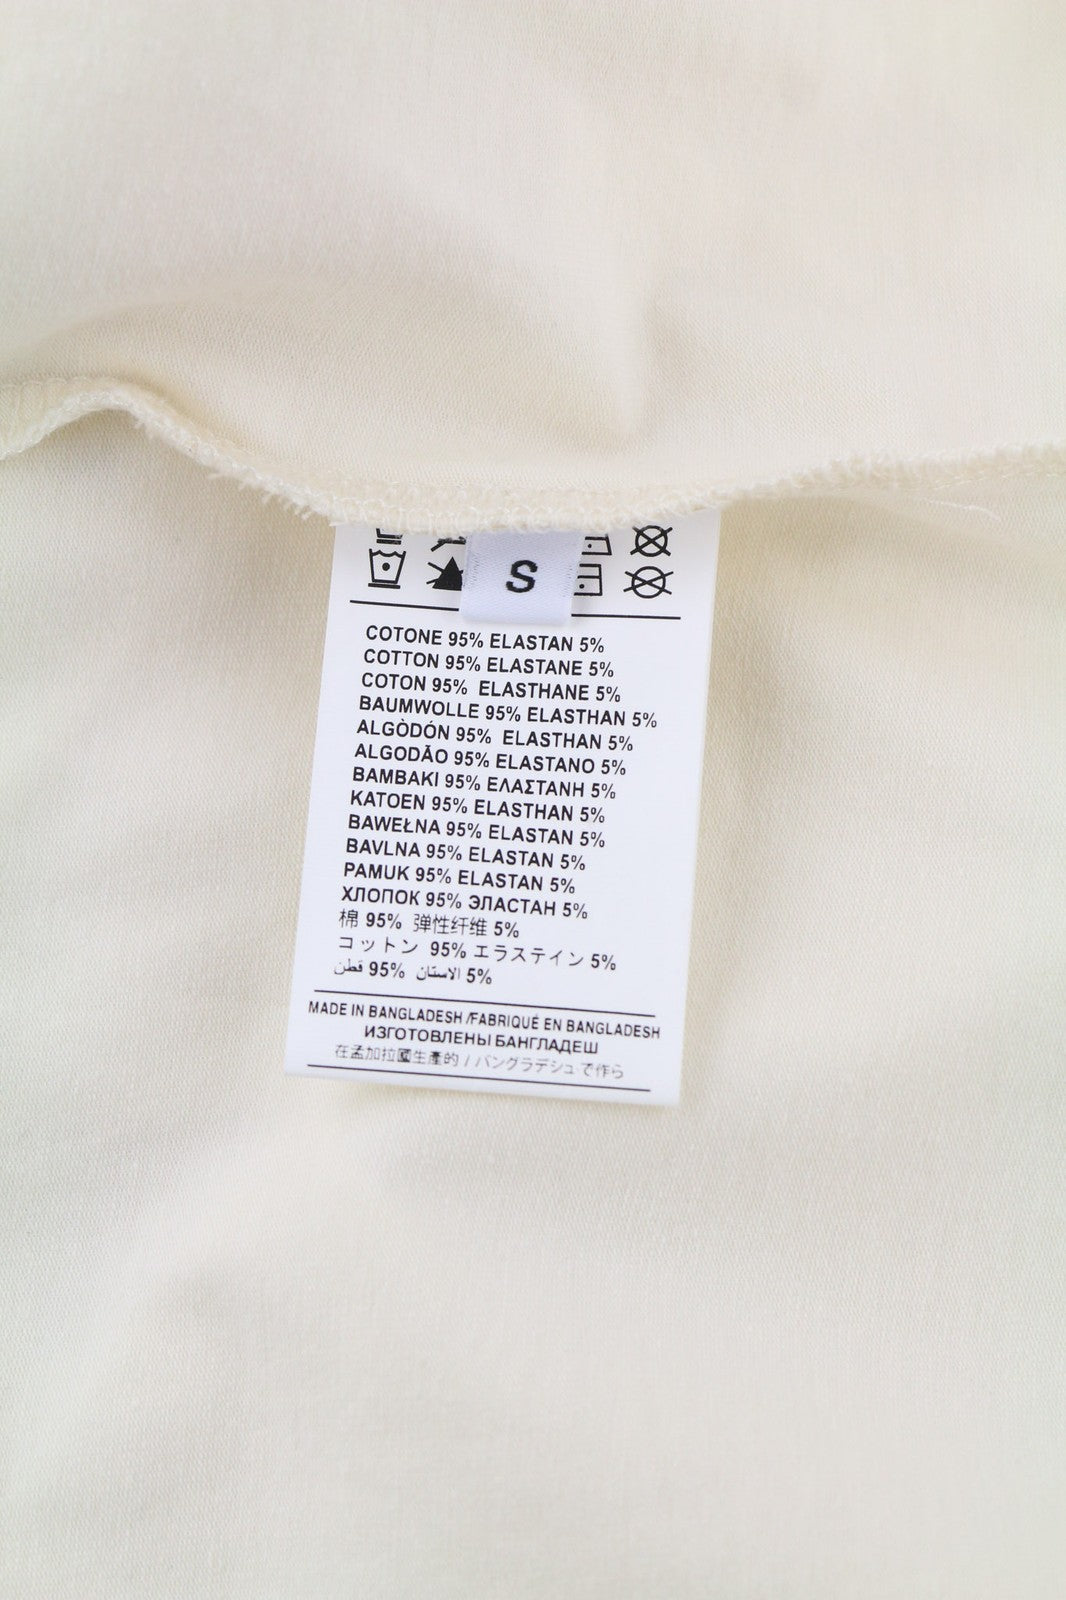 S
COTONE 95% ELASTAN 5%
COTTON 95% ELASTANE 5%
COTON 95% ELASTHANE 5%
BAUMWOLLE 95% ELASTHAN 5%
ALGÒDÓN 95% ELASTHAN 5%
ALGODÃO 95% ELASTANO 5%
BAMBAKI 95% ΕΛΑΣΤΑΝΗ 5%
KATOEN 95% ELASTHAN 5%
BAWEŁNA 95% ELASTAN 5%
BAVLNA 95% ELASTAN 5%
PAMUK 95% ELASTAN 5%
ХЛОПОК 95% ЭЛАСТАН 5%
棉 95% 弹性纤维 5%
コットン 95% エラステイン 5%
قطن 95% الاستان 5%
MADE IN BANGLADESH /FABRIQUÉ EN BANGLADESH
ИЗГОТОВЛЕНЫ БАНГЛАДЕШ
在孟加拉國生產的 / バングラデシュで作ら